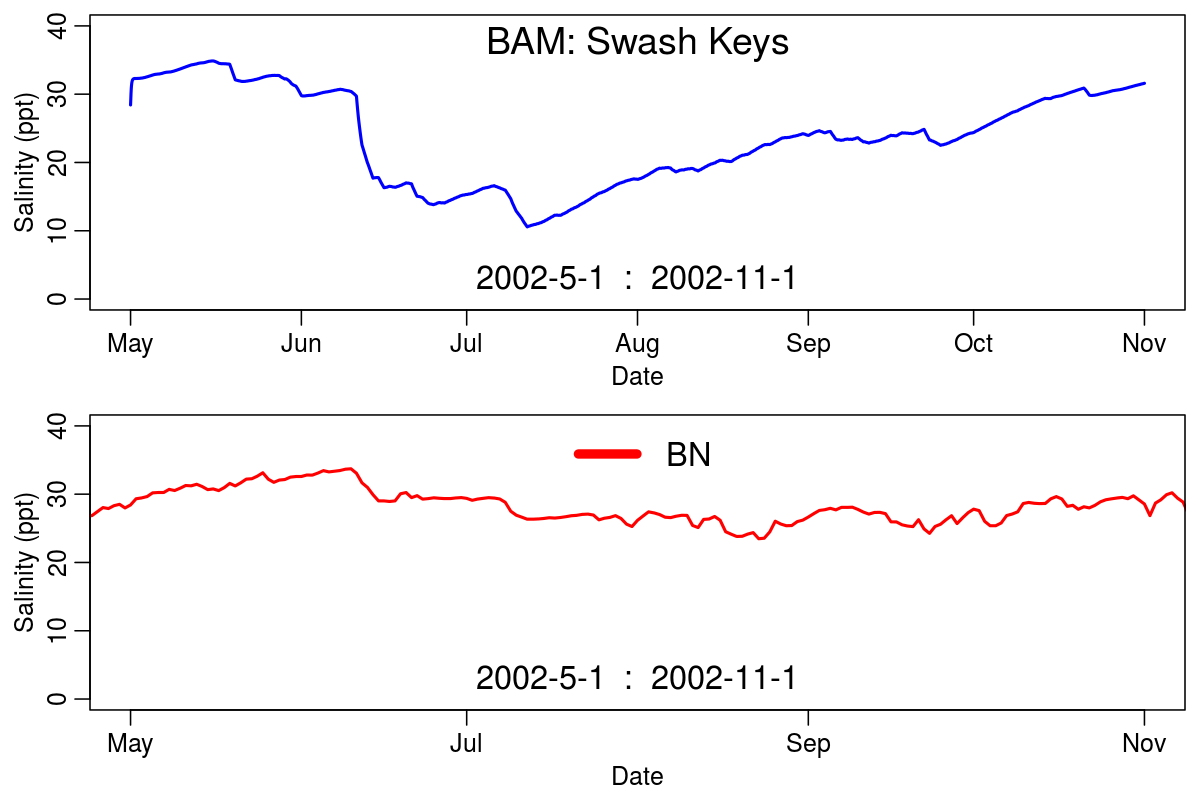 BAM: Swash Keys
Salinity (ppt)
40
30
20
10
0
2002-5-1 : 2002-11-1
May Jun Jul Aug Sep Oct Nov
Date
BN
Salinity (ppt)
40
30
20
10
0
2002-5-1 : 2002-11-1
May Jul Sep Nov
Date